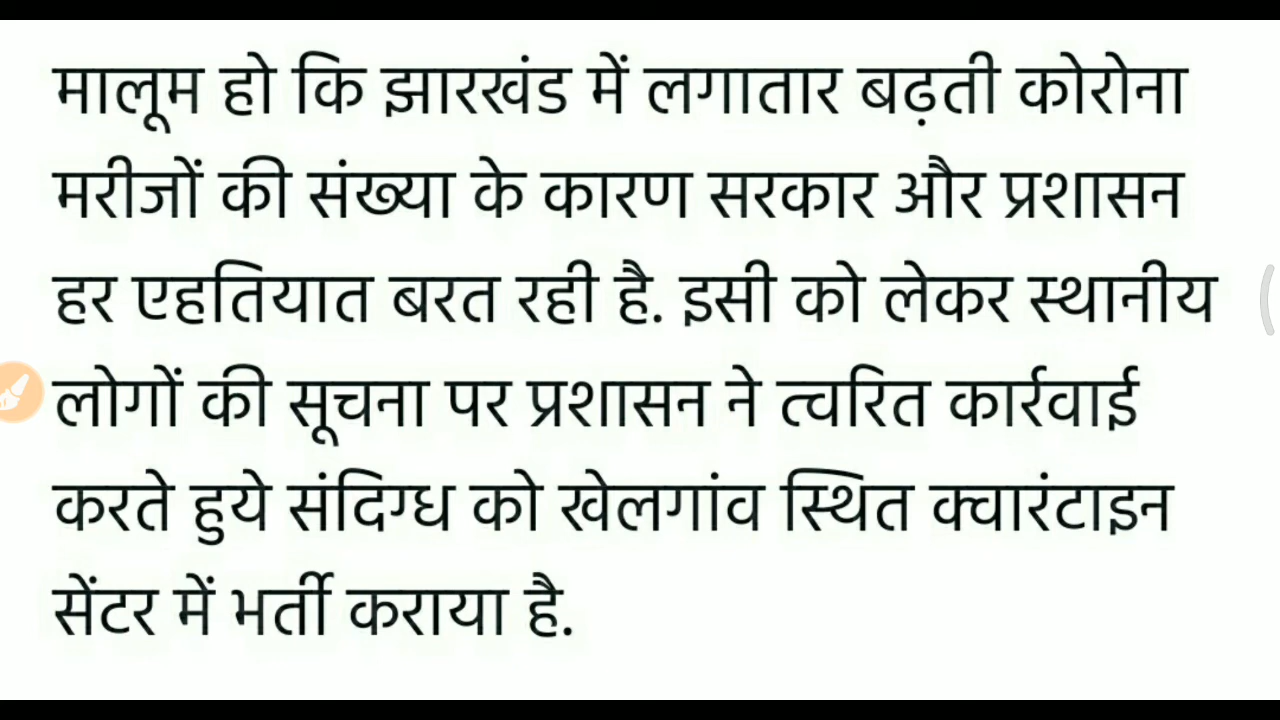 मालूम हो कि झारखंड में लगातार बढ़ती कोरोना
मरीजों की संख्या के कारण सरकार और प्रशासन
हर एहतियात बरत रही है. इसी को लेकर स्थानीय
लोगों की सूचना पर प्रशासन ने त्वरित कार्रवाई
करते हुये संदिग्ध को खेलगांव स्थित क्वारंटाइन
सेंटर में भर्ती कराया है.